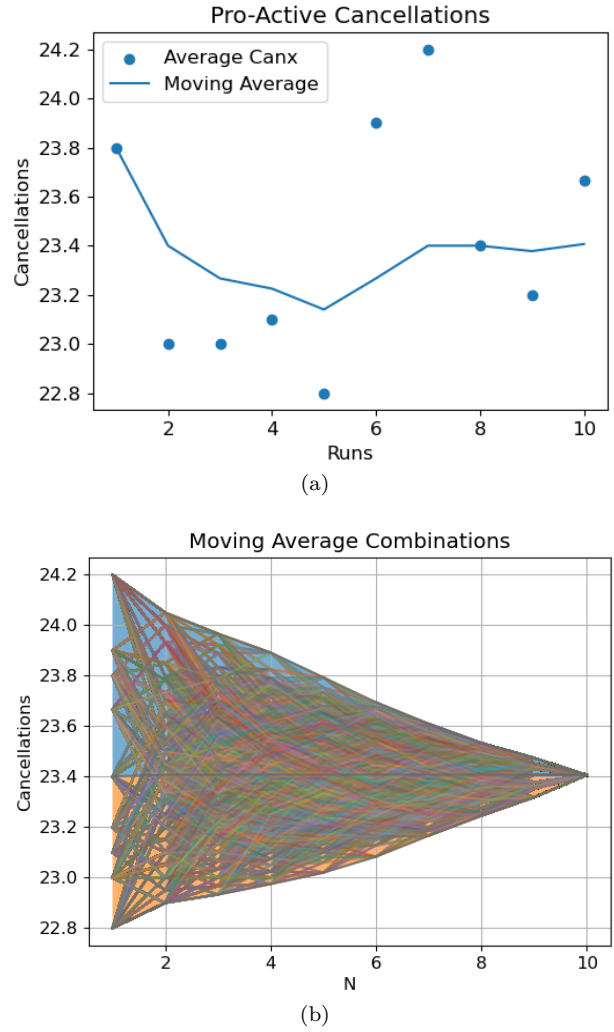 Pro-Active Cancellations
24.2
24.0
23.8
23.6
23.4
23.2
23.0
22.8
Cancellations
Average Canx
Moving Average
2 4 6 8 10
Runs
(a)
Moving Average Combinations
24.2
24.0
23.8
23.6
23.4
23.2
23.0
22.8
Cancellations
2 4 6 8 10
N
(b)